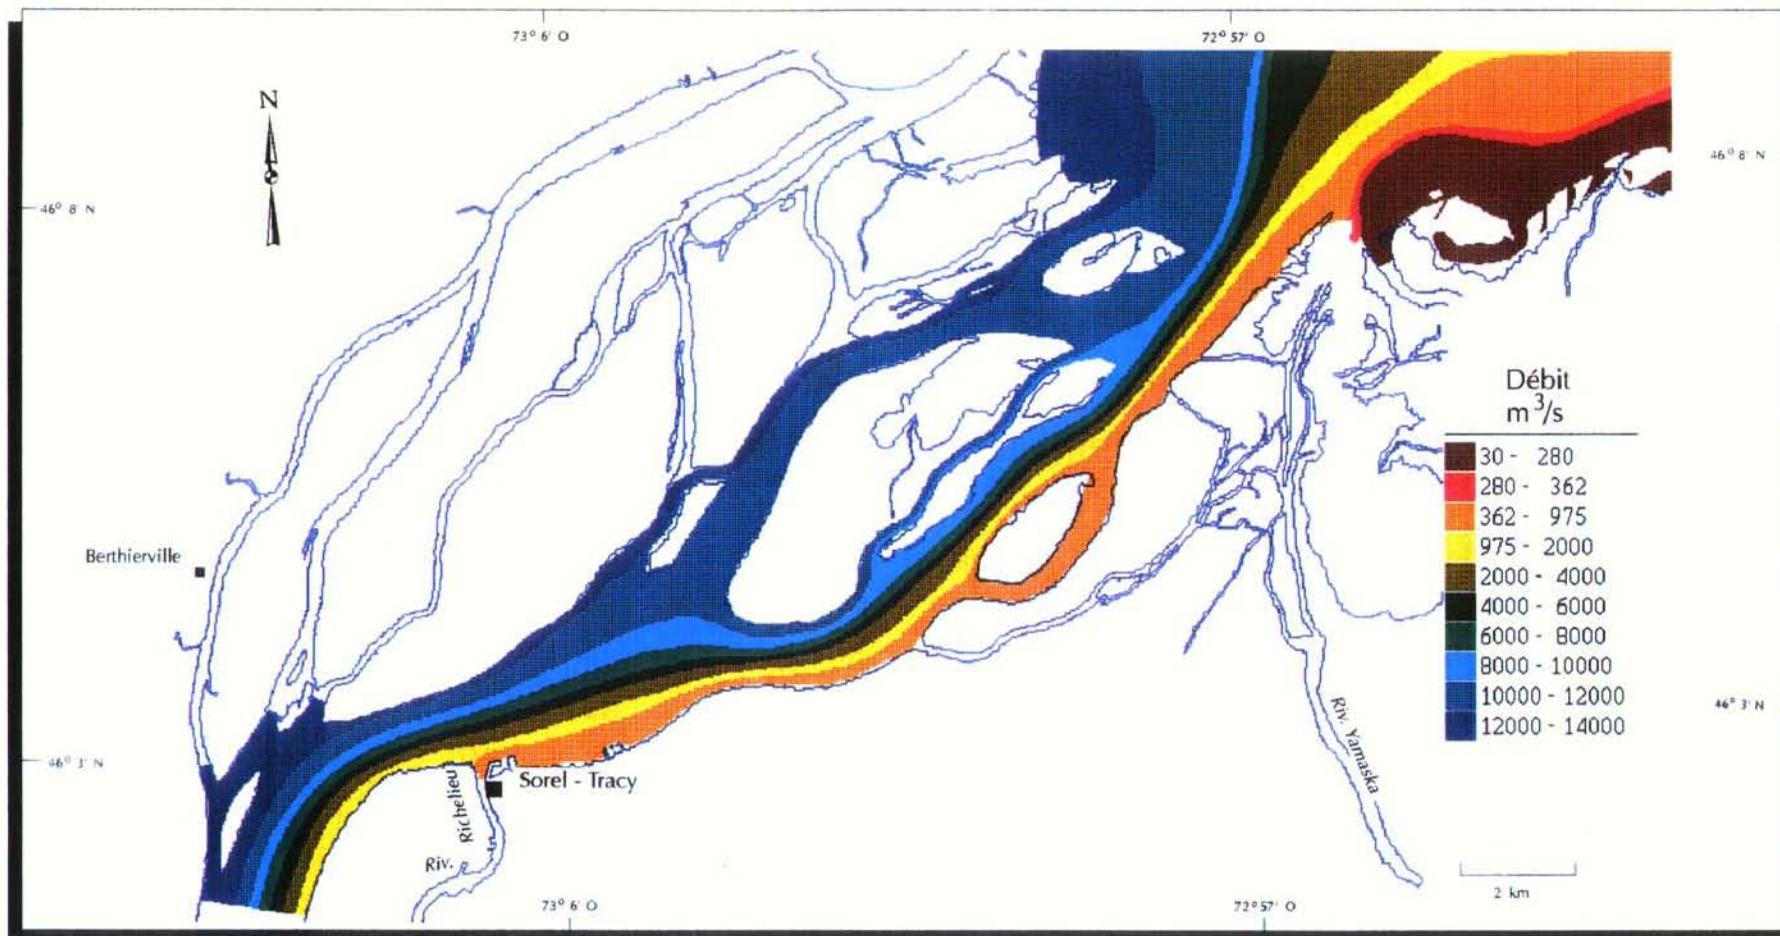 73° 6' O
72° 57' O
N
46° 8' N
46° 8' N
Débit
m³/s
30 - 280
280 - 362
362 - 975
975 - 2000
2000 - 4000
4000 - 6000
6000 - 8000
8000 - 10000
10000 - 12000
12000 - 14000
Berthierville
46° 3' N
46° 3' N
Sorel - Tracy
Richelieu
Riv.
Riv. Yamaska
2 km
73° 6' O
72° 57' O